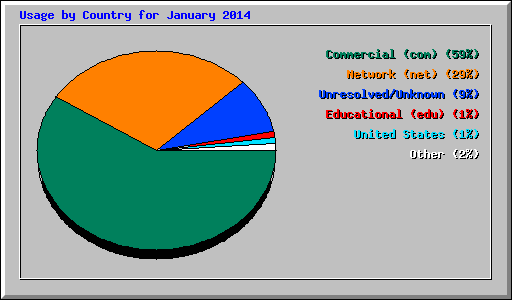 Usage by Country for January 2014
Commercial (com) (59%)
Network (net) (29%)
Unresolved/Unknown (9%)
Educational (edu) (1%)
United States (1%)
Other (2%)